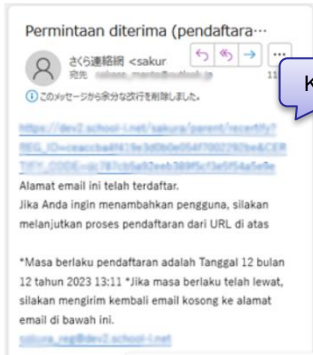 Permintaan diterima (pendaftara…
さくら連絡網 <sakur
宛先
11
このメッセージから余分な改行を削除しました。
K
Alamat email ini telah terdaftar.
Jika Anda ingin menambahkan pengguna, silakan
melanjutkan proses pendaftaran dari URL di atas
*Masa berlaku pendaftaran adalah Tanggal 12 bulan
12 tahun 2023 13:11 *Jika masa berlaku telah lewat,
silakan mengirim kembali email kosong ke alamat
email di bawah ini.